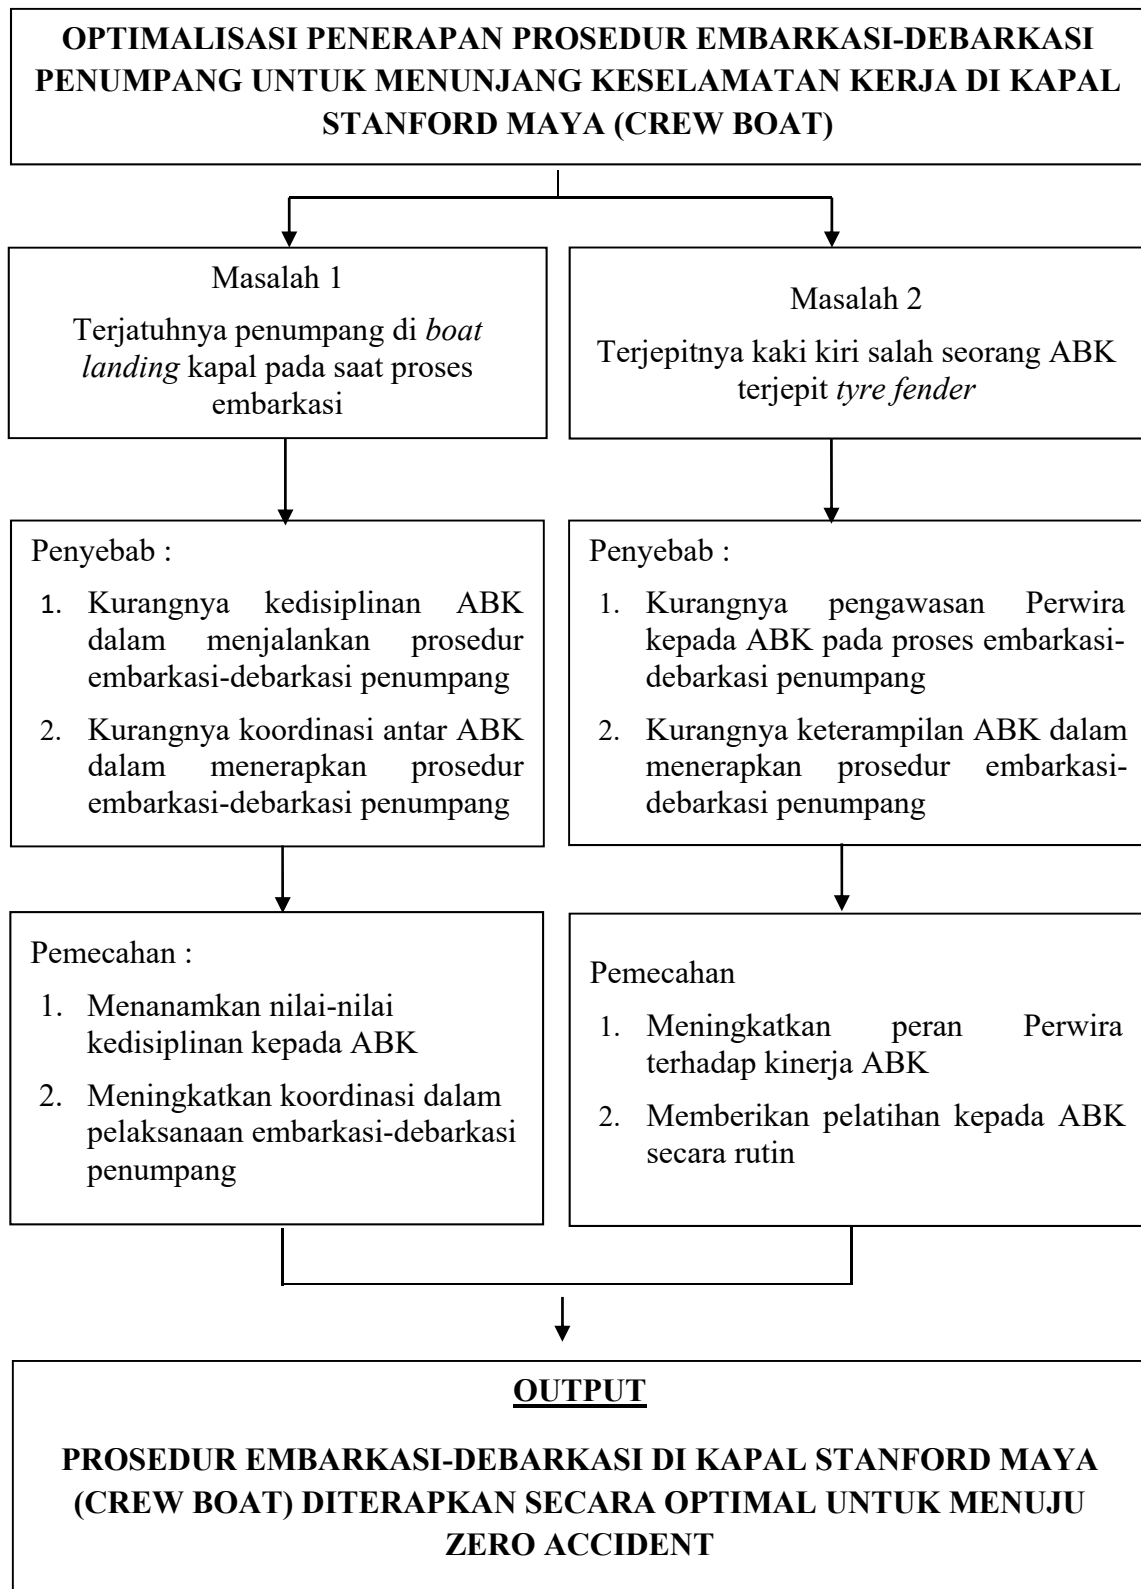 OPTIMALISASI PENERAPAN PROSEDUR EMBARKASI-DEBARKASI
PENUMPANG UNTUK MENUNJANG KESELAMATAN KERJA DI KAPAL
STANFORD MAYA (CREW BOAT)
Masalah 1
Terjatuhnya penumpang di boat
landing kapal pada saat proses
embarkasi
Masalah 2
Terjepitnya kaki kiri salah seorang ABK
terjepit tyre fender
Penyebab :
1. Kurangnya kedisiplinan ABK
dalam menjalankan prosedur
embarkasi-debarkasi penumpang
2. Kurangnya koordinasi antar ABK
dalam menerapkan prosedur
embarkasi-debarkasi penumpang
Penyebab :
1. Kurangnya pengawasan Perwira
kepada ABK pada proses embarkasi-
debarkasi penumpang
2. Kurangnya keterampilan ABK dalam
menerapkan prosedur embarkasi-
debarkasi penumpang
Pemecahan :
1. Menanamkan nilai-nilai
kedisiplinan kepada ABK
2. Meningkatkan koordinasi dalam
pelaksanaan embarkasi-debarkasi
penumpang
Pemecahan
1. Meningkatkan peran Perwira
terhadap kinerja ABK
2. Memberikan pelatihan kepada ABK
secara rutin
OUTPUT
PROSEDUR EMBARKASI-DEBARKASI DI KAPAL STANFORD MAYA
(CREW BOAT) DITERAPKAN SECARA OPTIMAL UNTUK MENUJU
ZERO ACCIDENT